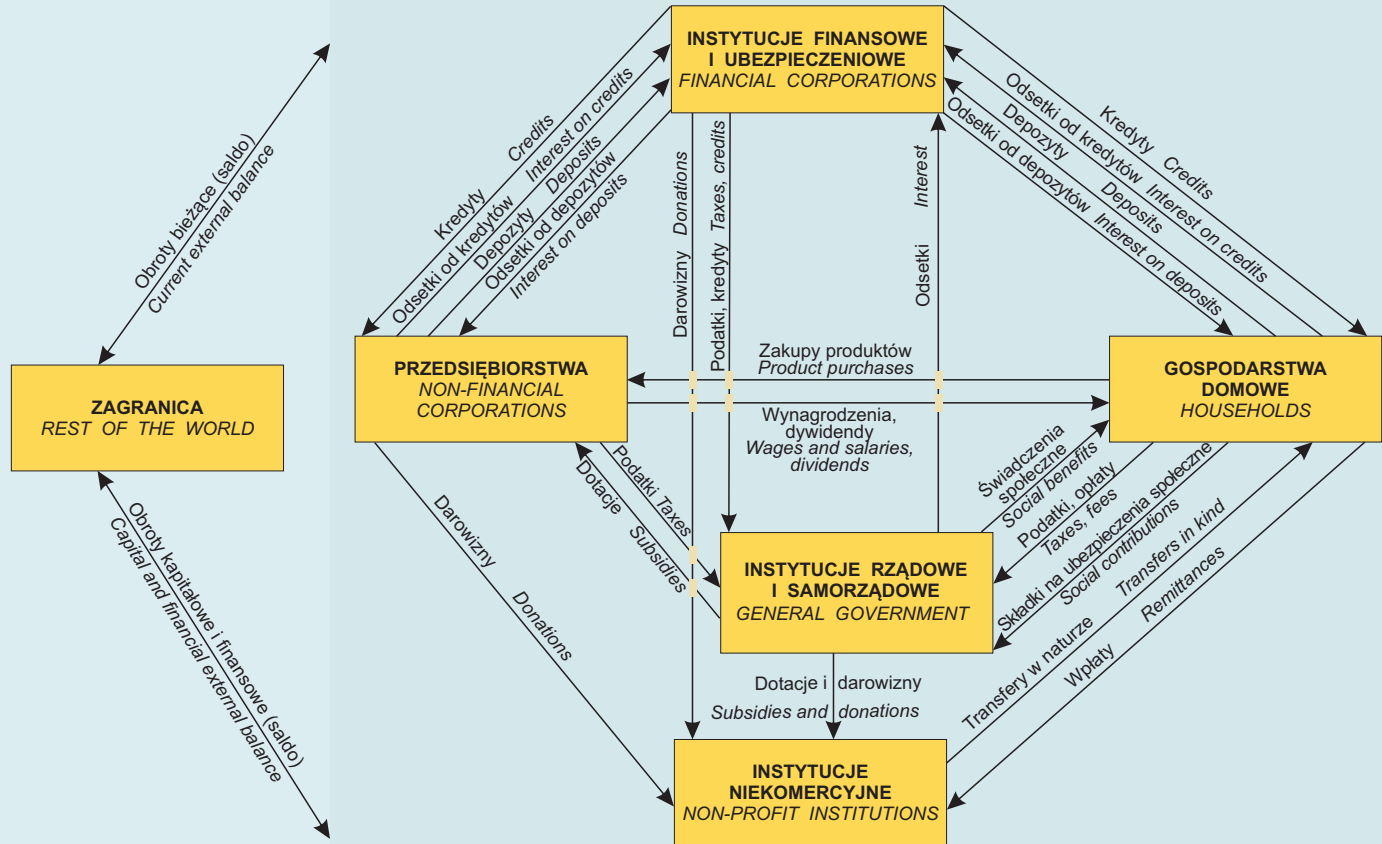 INSTYTUCJE FINANSOWE
I UBEZPIECZENIOWE
FINANCIAL CORPORATIONS
Kredyty Credits
Odsetki od kredytów Interest on credits
Depozyty Deposits
Odsetki od depozytów
Interest on deposits
Darowizny Donations
Podatki, kredyty Taxes, credits
Odsetki Interest
Kredyty Credits
Odsetki od kredytów Interest on credits
Depozyty Deposits
Odsetki od depozytów Interest on deposits
Obroty bieżące (saldo)
Current external balance
ZAGRANICA
REST OF THE WORLD
Obroty kapitałowe i finansowe (saldo)
Capital and financial external balance
PRZEDSIĘBIORSTWA
NON-FINANCIAL
CORPORATIONS
Zakupy produktów
Product purchases
Wynagrodzenia,
dywidendy
Wages and salaries,
dividends
GOSPODARSTWA
DOMOWE
HOUSEHOLDS
Podatki Taxes
Dotacje Subsidies
Darowizny Donations
Świadczenia
społeczne
Social benefits
Podatki, opłaty
Taxes, fees
Składki na ubezpieczenia społeczne
Social contributions
Transfery w naturze Transfers in kind
Wpłaty Remittances
INSTYTUCJE RZĄDOWE
I SAMORZĄDOWE
GENERAL GOVERNMENT
Dotacje i darowizny
Subsidies and donations
INSTYTUCJE
NIEKOMERCYJNE
NON-PROFIT INSTITUTIONS